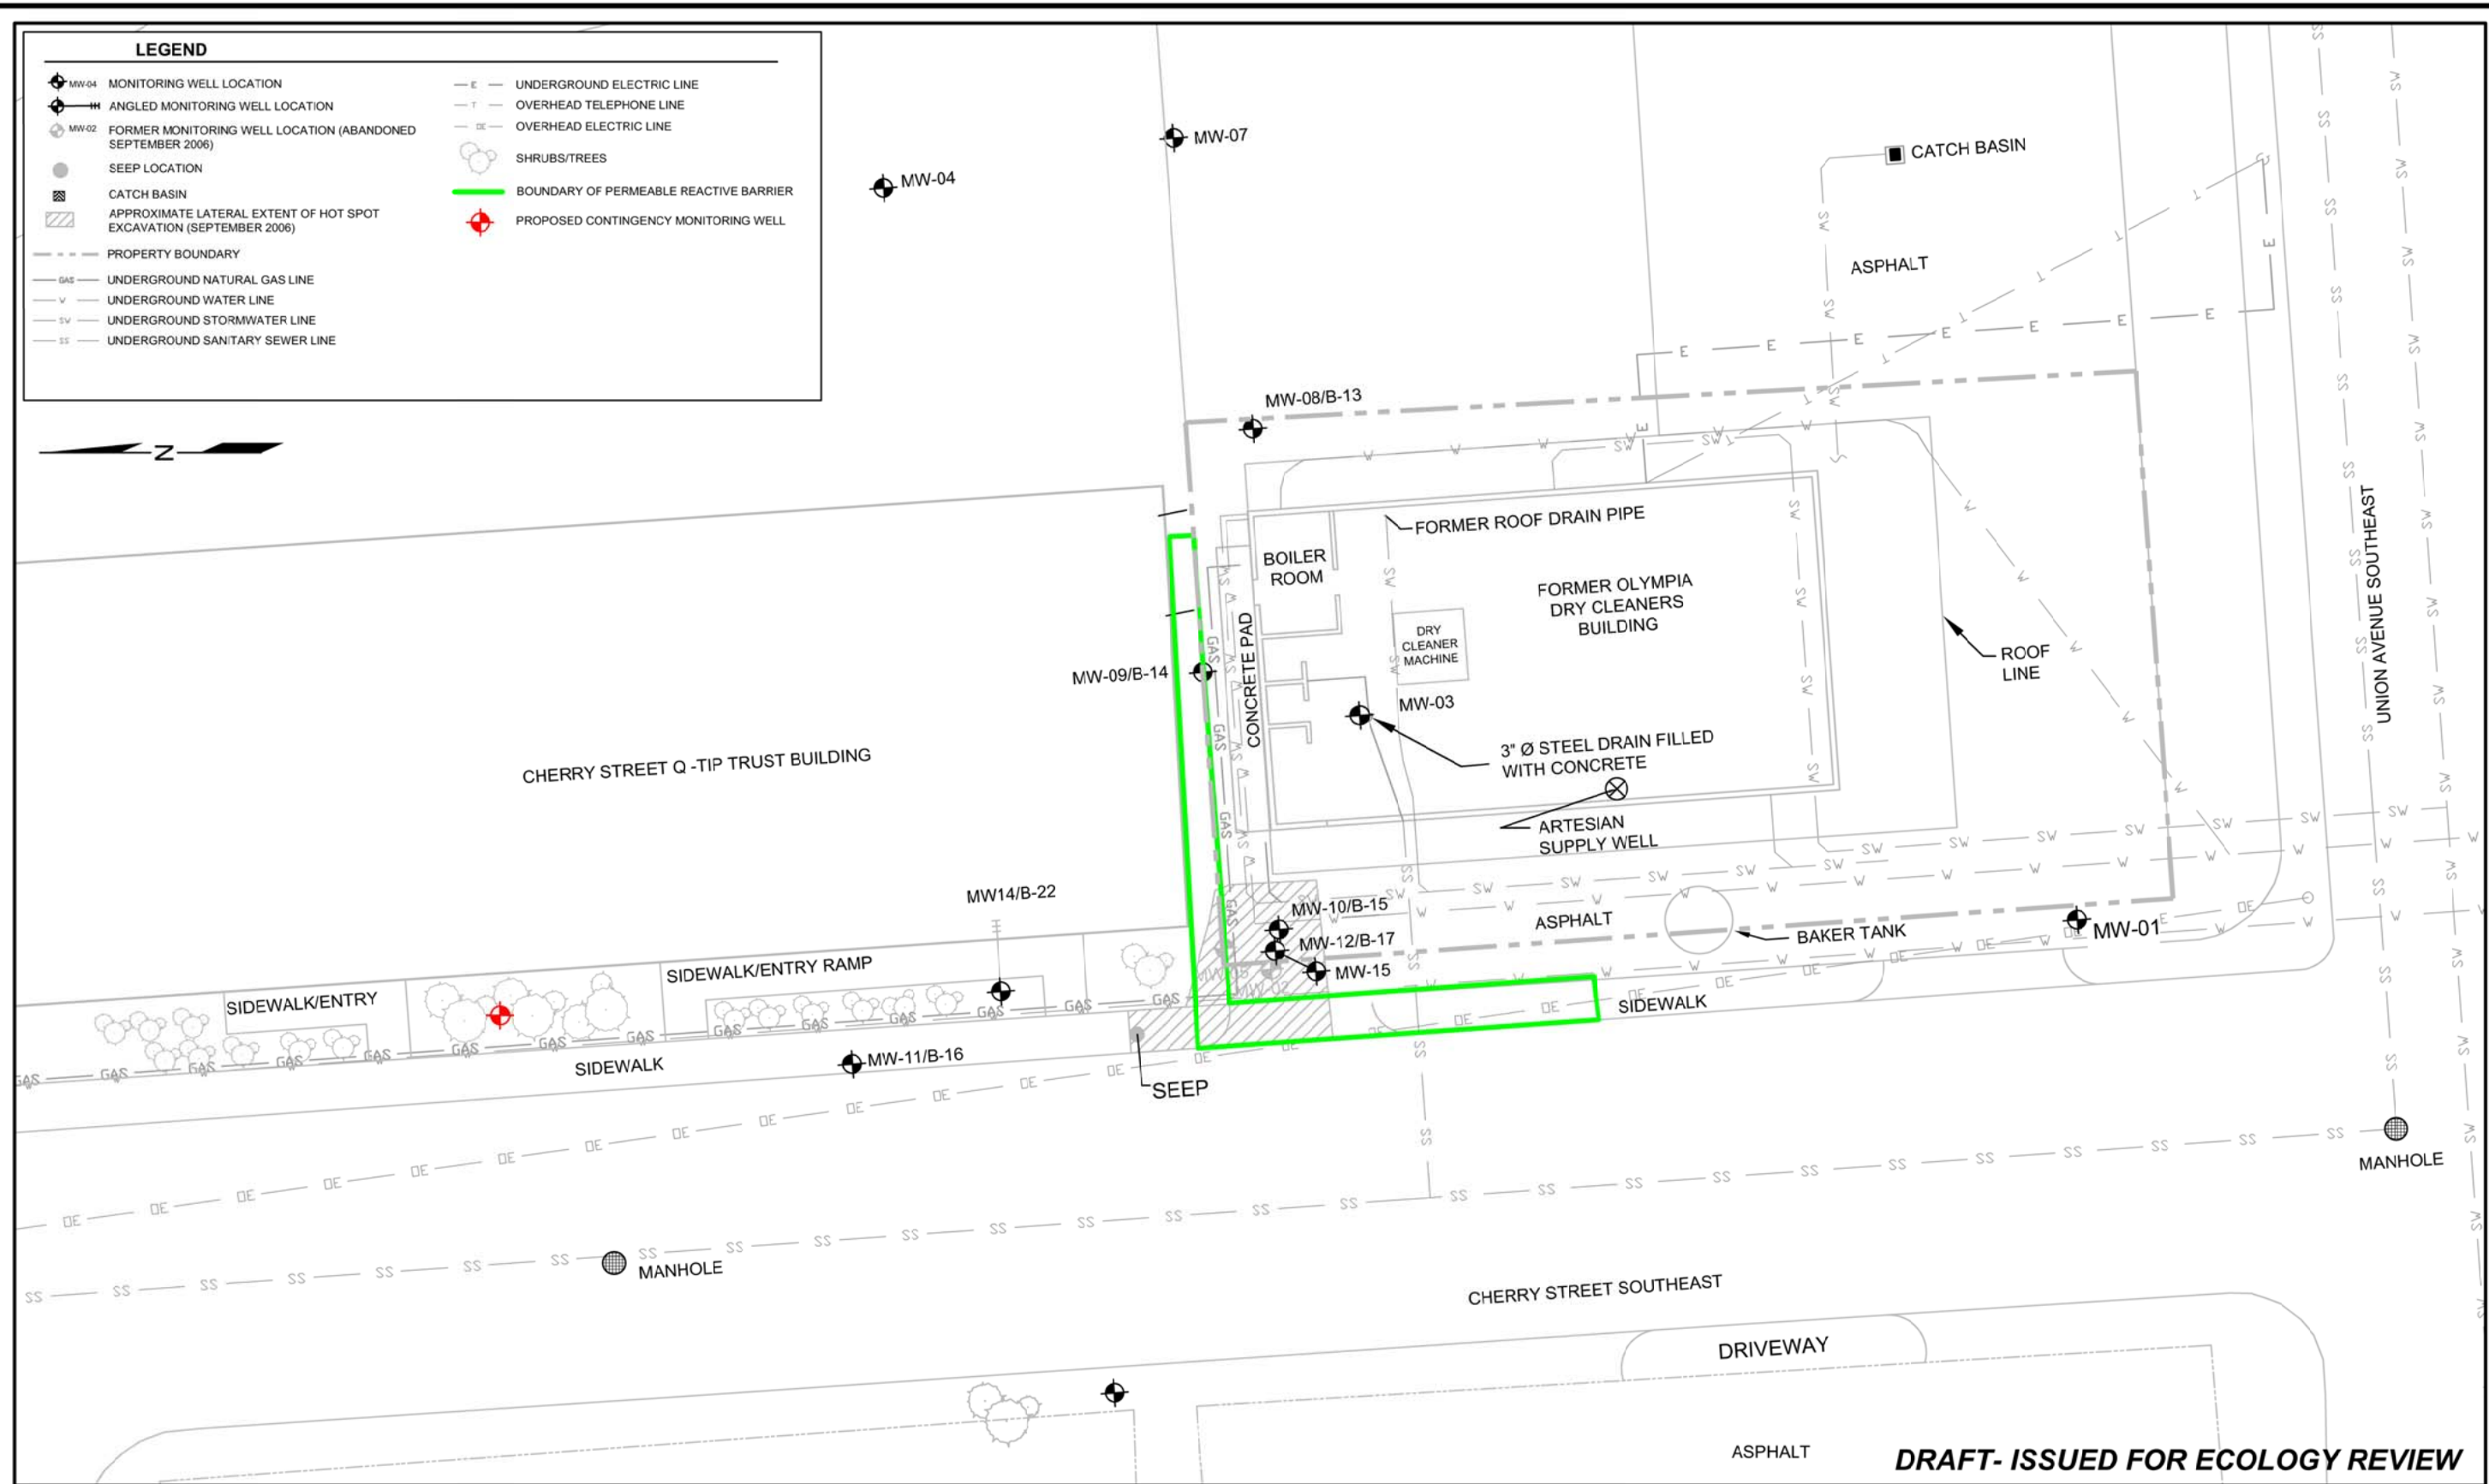 LEGEND
MW-04 MONITORING WELL LOCATION
ANGLED MONITORING WELL LOCATION
MW-02 FORMER MONITORING WELL LOCATION (ABANDONED
SEPTEMBER 2006)
SEEP LOCATION
CATCH BASIN
APPROXIMATE LATERAL EXTENT OF HOT SPOT
EXCAVATION (SEPTEMBER 2006)
PROPERTY BOUNDARY
GAS UNDERGROUND NATURAL GAS LINE
W UNDERGROUND WATER LINE
SW UNDERGROUND STORMWATER LINE
SS UNDERGROUND SANITARY SEWER LINE
E UNDERGROUND ELECTRIC LINE
T OVERHEAD TELEPHONE LINE
OE OVERHEAD ELECTRIC LINE
SHRUBS/TREES
BOUNDARY OF PERMEABLE REACTIVE BARRIER
PROPOSED CONTINGENCY MONITORING WELL
N
MW-07
MW-04
CATCH BASIN
ASPHALT
MW-08/B-13
FORMER ROOF DRAIN PIPE
BOILER
ROOM
FORMER OLYMPIA
DRY CLEANERS
BUILDING
DRY
CLEANER
MACHINE
CONCRETE PAD
MW-09/B-14
MW-03
ROOF
LINE
UNION AVENUE SOUTHEAST
3" Ø STEEL DRAIN FILLED
WITH CONCRETE
ARTESIAN
SUPPLY WELL
CHERRY STREET Q -TIP TRUST BUILDING
MW14/B-22
MW-10/B-15
MW-12/B-17
MW-15
MW-02
ASPHALT
BAKER TANK
MW-01
SIDEWALK/ENTRY
SIDEWALK/ENTRY RAMP
SIDEWALK
SIDEWALK
MW-11/B-16
SEEP
MANHOLE
MANHOLE
CHERRY STREET SOUTHEAST
DRIVEWAY
ASPHALT
DRAFT- ISSUED FOR ECOLOGY REVIEW